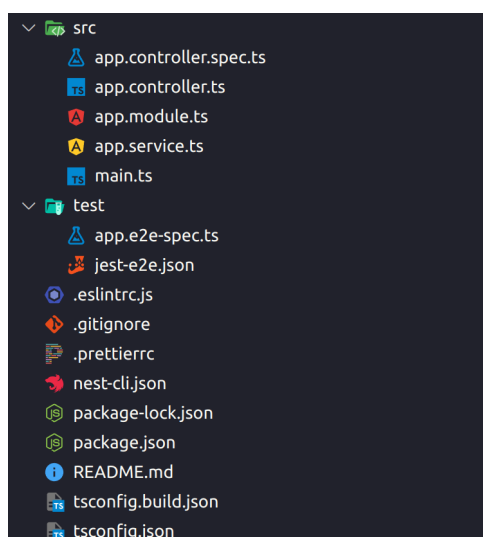 src
app.controller.spec.ts
app.controller.ts
app.module.ts
app.service.ts
main.ts
test
app.e2e-spec.ts
jest-e2e.json
.eslintrc.js
.gitignore
.prettierrc
nest-cli.json
package-lock.json
package.json
README.md
tsconfig.build.json
tsconfig.json